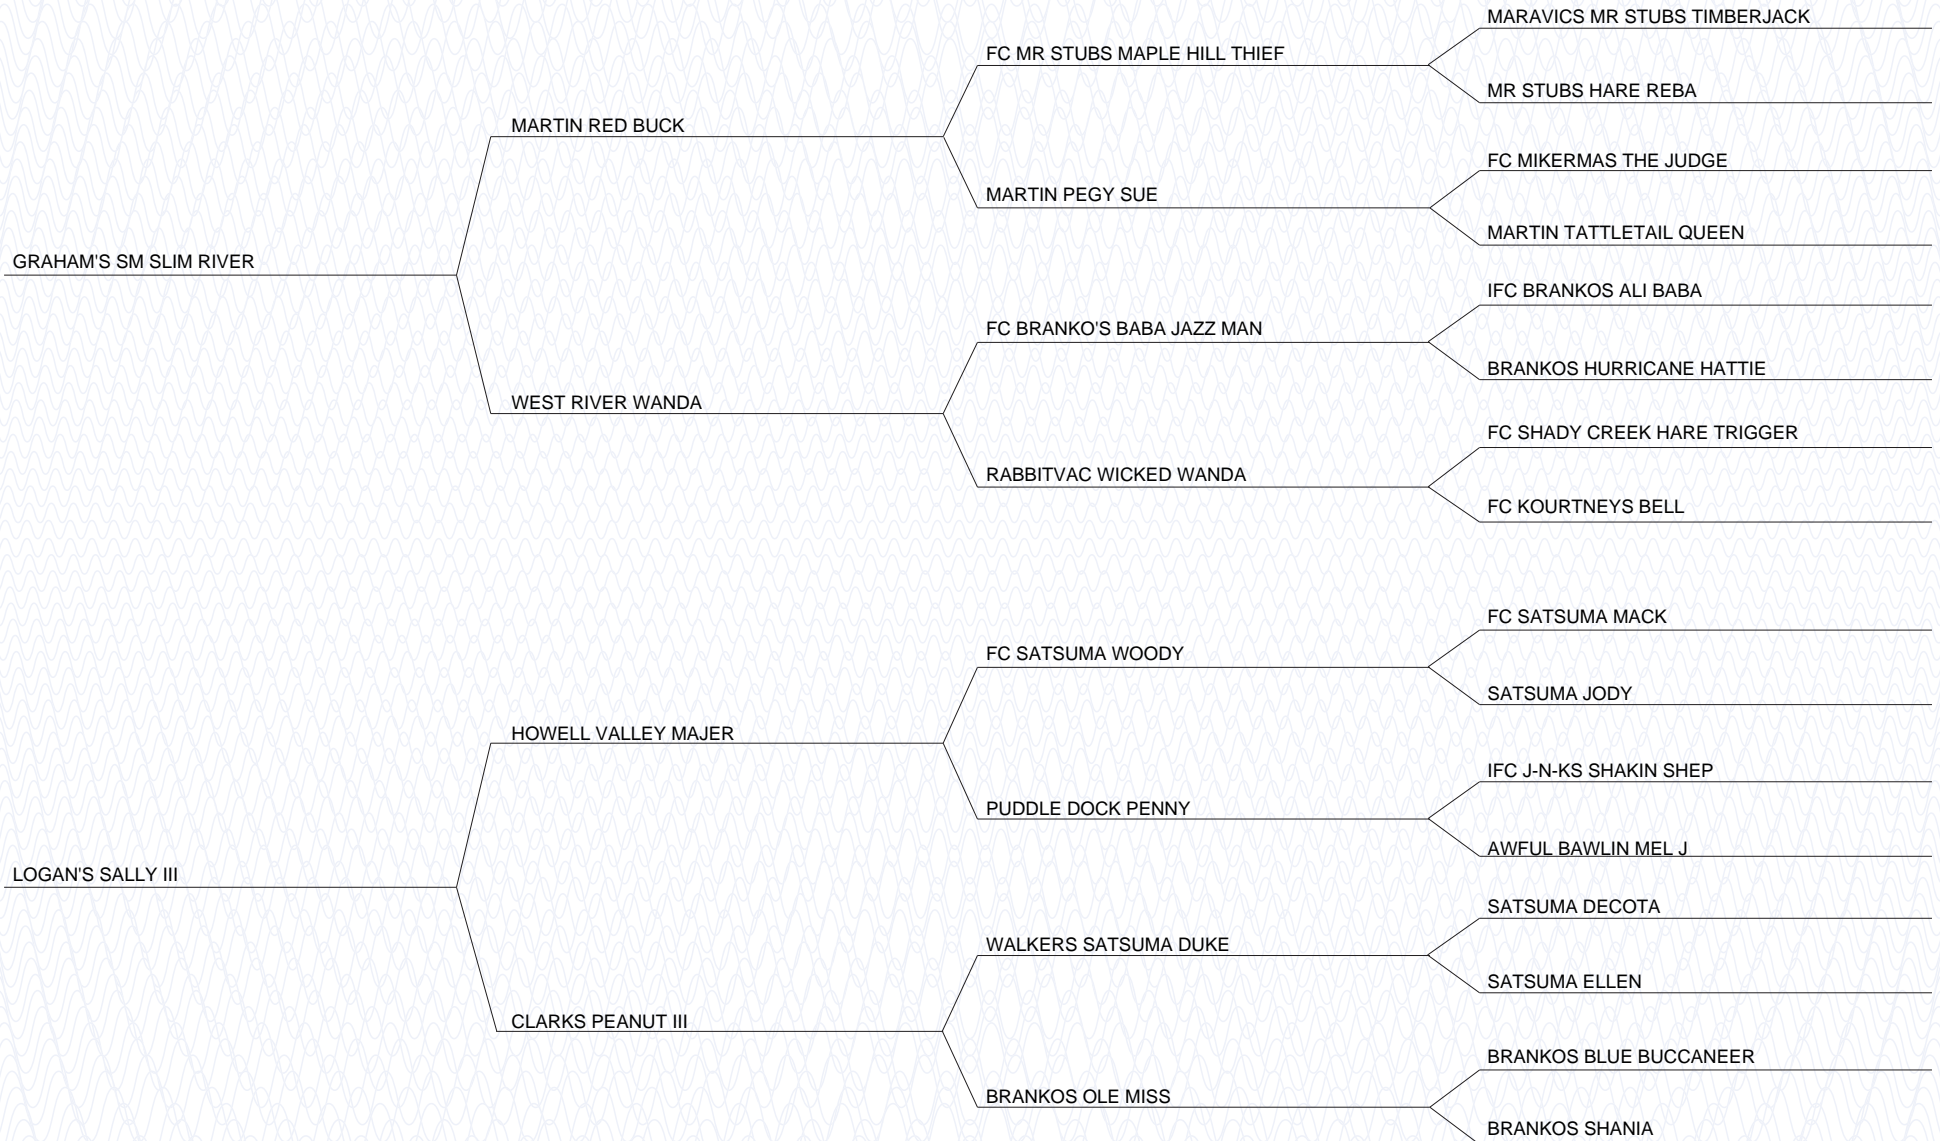 MARAVICS MR STUBS TIMBERJACK
FC MR STUBS MAPLE HILL THIEF
MR STUBS HARE REBA
MARTIN RED BUCK
FC MIKERMAS THE JUDGE
MARTIN PEGY SUE
MARTIN TATTLETAIL QUEEN
GRAHAM'S SM SLIM RIVER
IFC BRANKOS ALI BABA
FC BRANKO'S BABA JAZZ MAN
BRANKOS HURRICANE HATTIE
WEST RIVER WANDA
FC SHADY CREEK HARE TRIGGER
RABBITVAC WICKED WANDA
FC KOURTNEYS BELL
FC SATSUMA MACK
FC SATSUMA WOODY
SATSUMA JODY
HOWELL VALLEY MAJER
IFC J-N-KS SHAKIN SHEP
PUDDLE DOCK PENNY
AWFUL BAWLIN MEL J
LOGAN'S SALLY III
SATSUMA DECOTA
WALKERS SATSUMA DUKE
SATSUMA ELLEN
CLARKS PEANUT III
BRANKOS BLUE BUCCANEER
BRANKOS OLE MISS
BRANKOS SHANIA